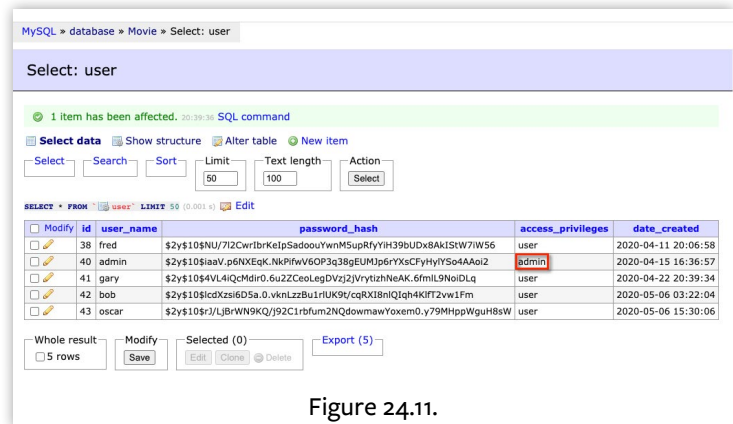 MySQL » database » Movie » Select: user
Select: user
1 item has been affected. 20:39:36 SQL command
Select data Show structure Alter table New item
Select Search Sort Limit Text length Action
50 100 Select
SELECT * FROM `user` LIMIT 50 (0.001 s) Edit
Modify id user_name password_hash access_privileges date_created
38 fred $2y$10$NU/7l2CwrIbrKeIpSadoouYwnM5upRfyYiH39bUDx8AkIStW7iW56 user 2020-04-11 20:06:58
40 admin $2y$10$iaaV.p6NXEqK.NkPifwV6OP3q38gEUMJp6rYXsCFyHylYSo4AAoi2 admin 2020-04-15 16:36:57
41 gary $2y$10$4VL4iQcMdir0.6u2ZCeoLegDVzj2jVrytizhNeAK.6fmIL9NoiDLq user 2020-04-22 20:39:34
42 bob $2y$10$lcdXzsi6D5a.0.vknLzzBu1rlUK9t/cqRXI8nlQIqh4KlfT2vw1Fm user 2020-05-06 03:22:04
43 oscar $2y$10$rJ/LjBrWN9KQ/j92C1rbfum2NQdowmawYoxem0.y79MHppWguH8sW user 2020-05-06 15:30:06
Whole result Modify Selected (0) Export (5)
5 rows Save Edit Clone Delete
Figure 24.11.